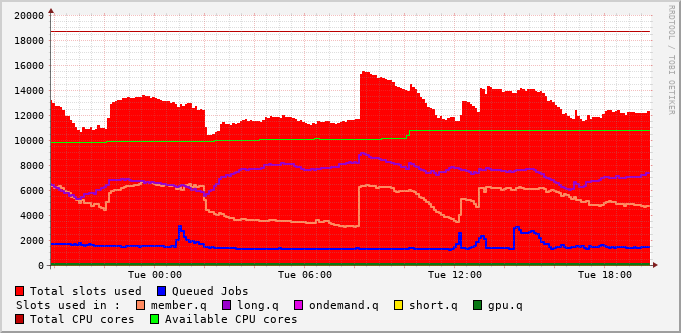 20000
18000
16000
14000
12000
10000
8000
6000
4000
2000
0
Tue 00:00 Tue 06:00 Tue 12:00 Tue 18:00
RRDTOOL / TOBI OETIKER
Total slots used Queued Jobs
Slots used in : member.q long.q ondemand.q short.q gpu.q
Total CPU cores Available CPU cores